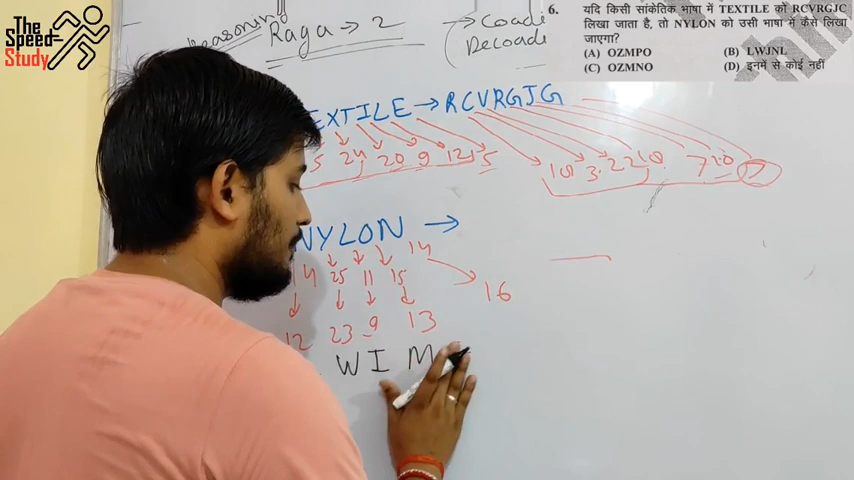 The
Speed
Study
Reasoning
Raga → 2
→ Coadi
Decoade
6. यदि किसी सांकेतिक भाषा में TEXTILE को RCVRGJC
लिखा जाता है, तो NYLON को उसी भाषा में कैसे लिखा
जाएगा?
(A) OZMPO (B) LWJNL
(C) OZMNO (D) इनमें से कोई नहीं
EXTILE → RCVRGJG
5 24 20 9 12 5
18 3 22 18 7 10 7
NYLON →
14 25 11 15 14
16
12 23 9 13
W I M